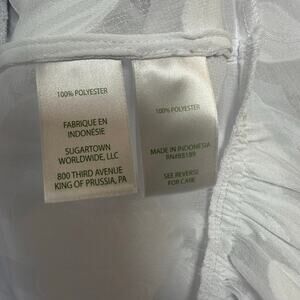 100% POLYESTER
FABRIQUE EN
INDONÉSIE
SUGARTOWN
WORLDWIDE, LLC
800 THIRD AVENUE
KING OF PRUSSIA, PA
100% POLYESTER
MADE IN INDONESIA
RN#88189
SEE REVERSE
FOR CARE